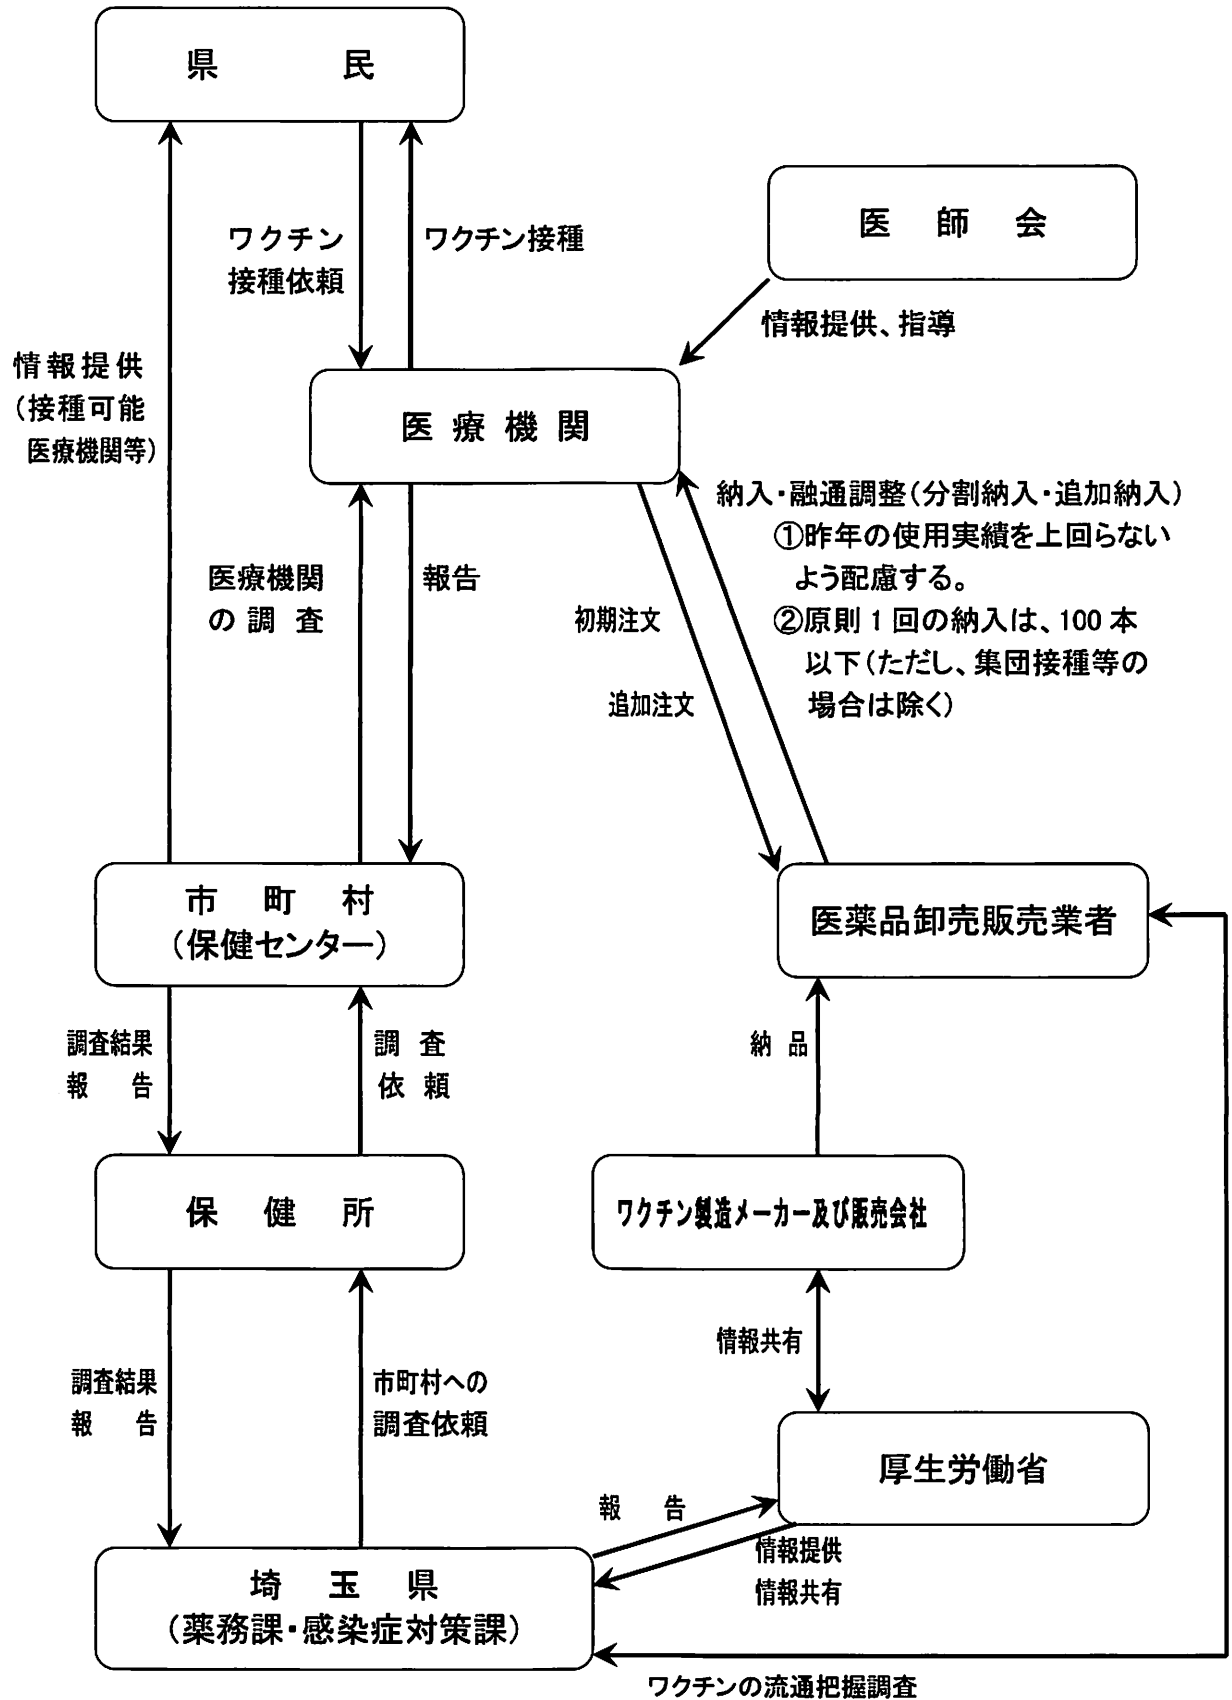 県 民
医 師 会
ワクチン
接種依頼
ワクチン接種
情報提供、指導
情報提供
（接種可能
医療機関等）
医療機関
納入・融通調整（分割納入・追加納入）
①昨年の使用実績を上回らない
よう配慮する。
②原則１回の納入は、100 本
以下（ただし、集団接種等の
場合は除く）
医療機関
の調査
報告
初期注文
追加注文
市 町 村
（保健センター）
医薬品卸売販売業者
調査結果
報 告
調 査
依 頼
納 品
保 健 所
ワクチン製造メーカー及び販売会社
情報共有
調査結果
報 告
市町村への
調査依頼
厚生労働省
報 告
情報提供
情報共有
埼 玉 県
（薬務課・感染症対策課）
ワクチンの流通把握調査